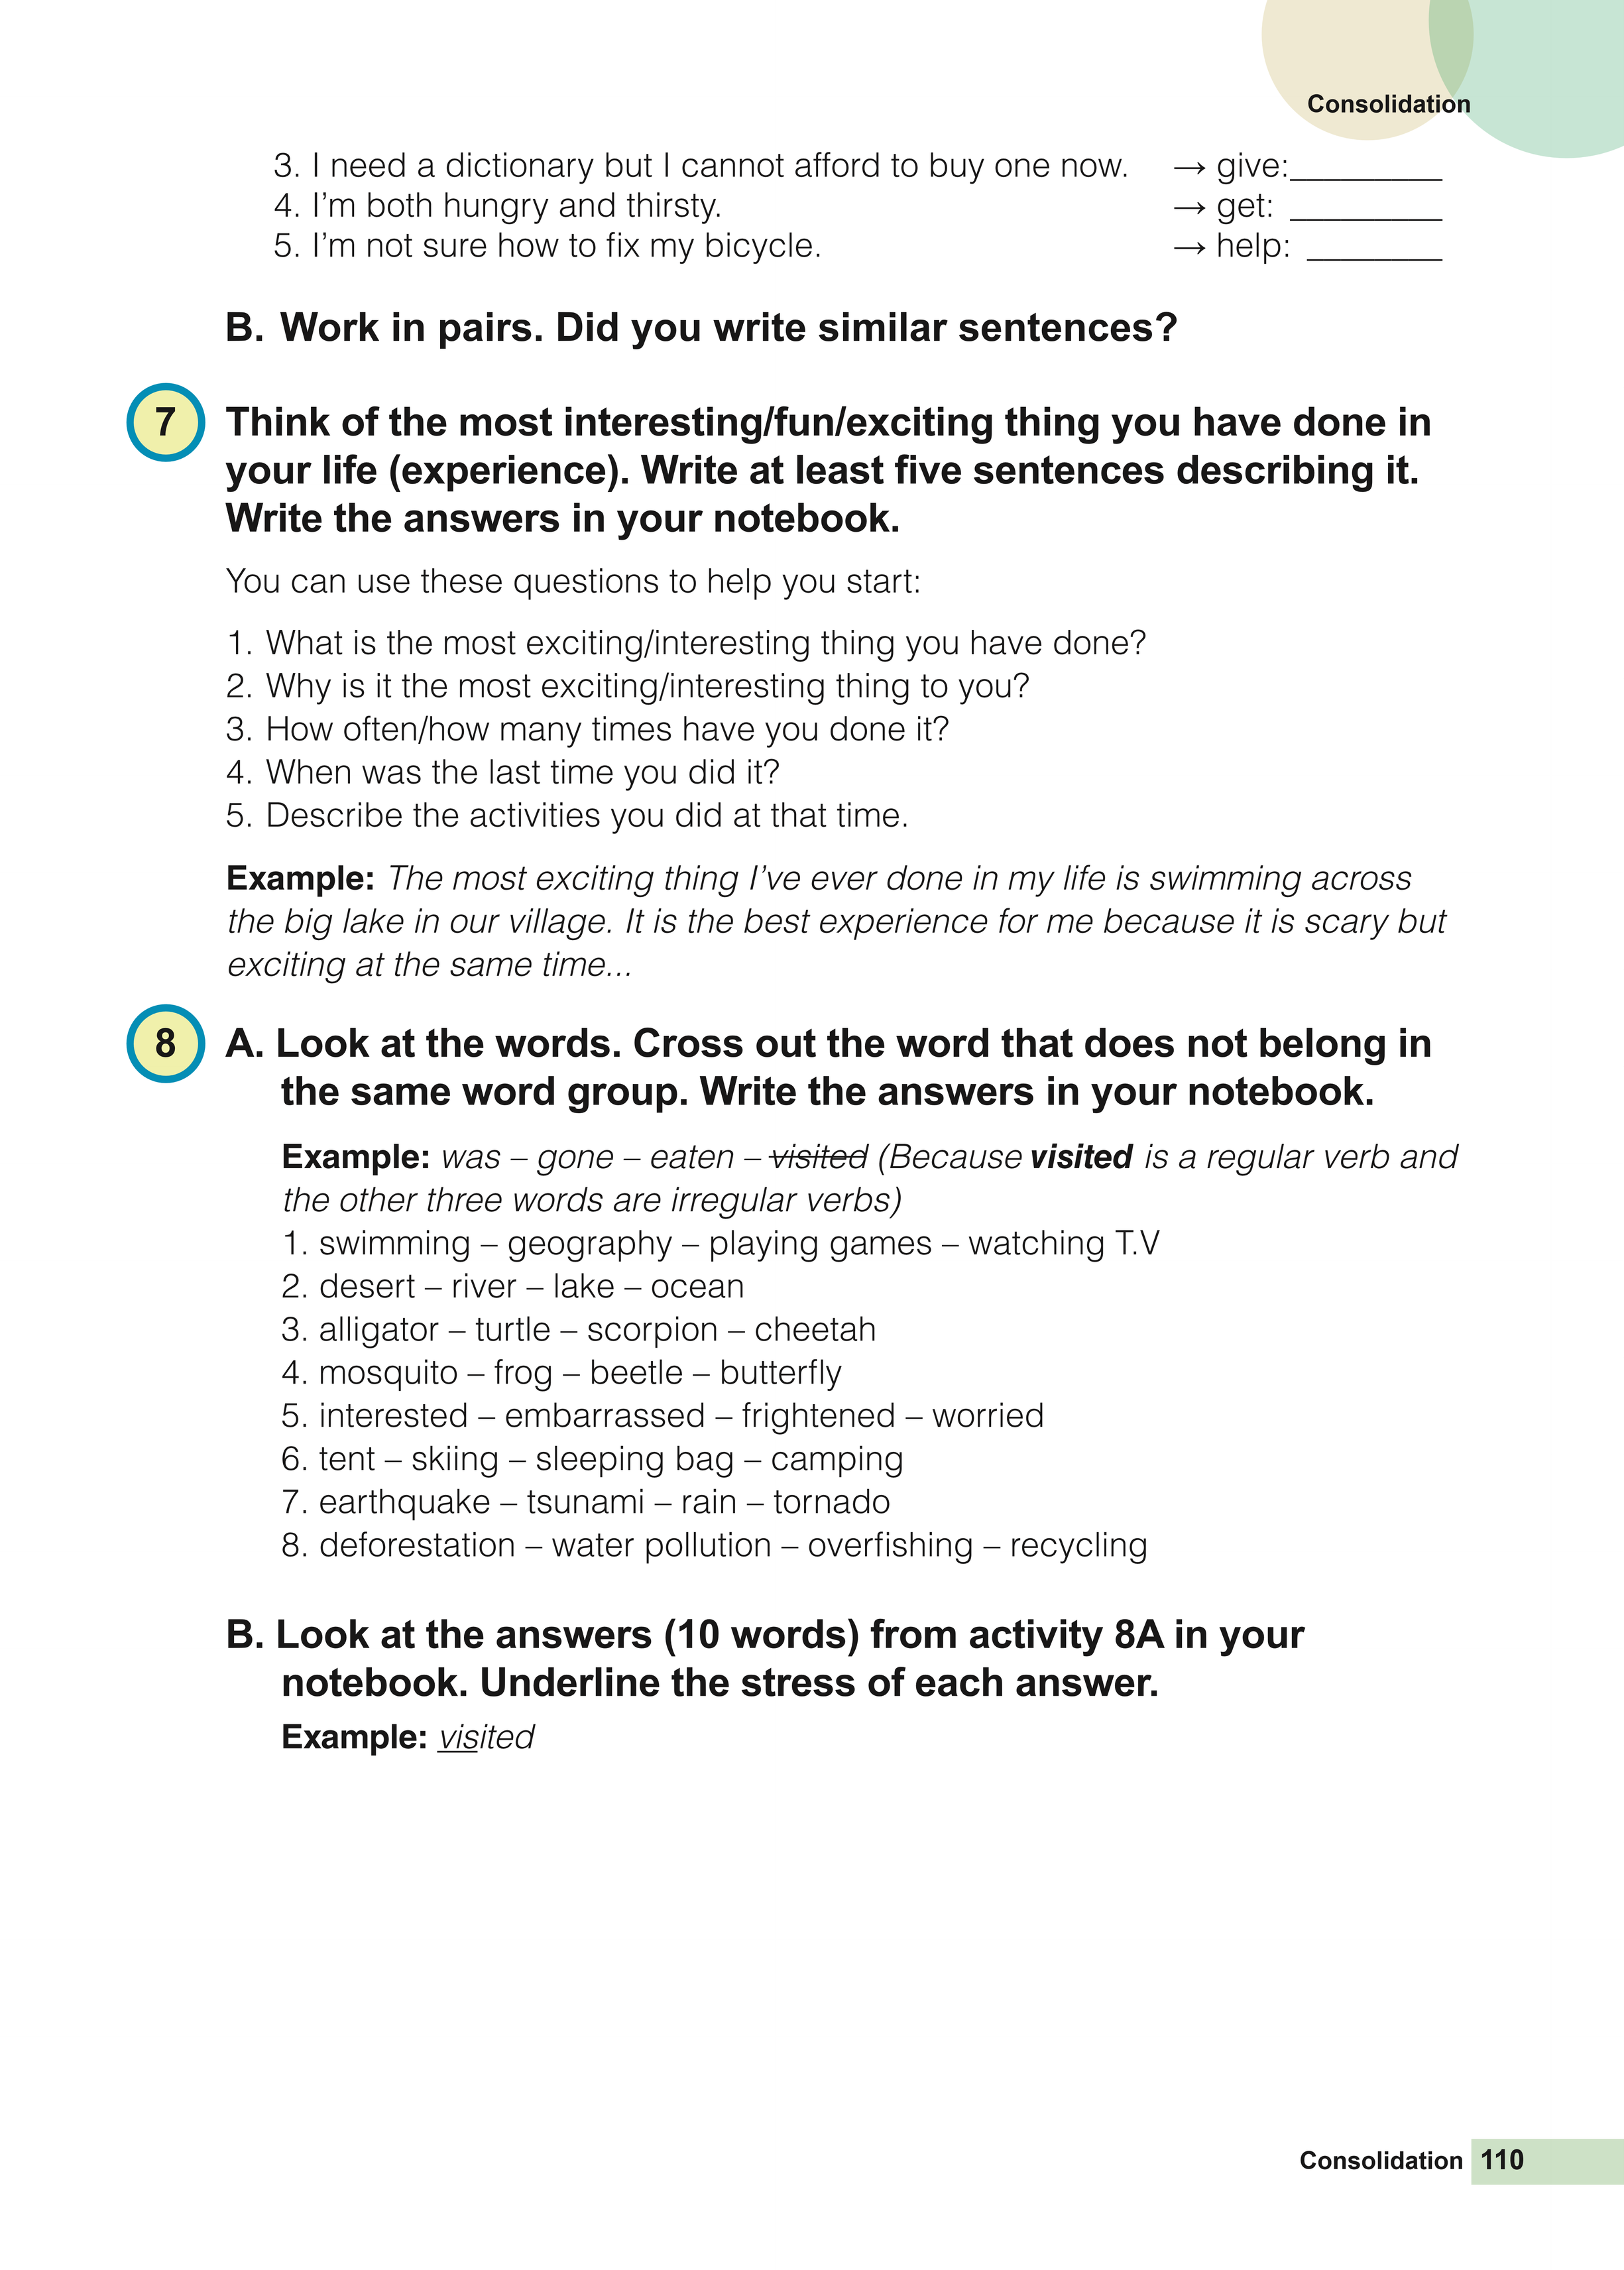 Consolidation
3. I need a dictionary but I cannot afford to buy one now. → give:_________
4. I’m both hungry and thirsty. → get: _________
5. I’m not sure how to fix my bicycle. → help: ________
B. Work in pairs. Did you write similar sentences?
7 Think of the most interesting/fun/exciting thing you have done in
your life (experience). Write at least five sentences describing it.
Write the answers in your notebook.
You can use these questions to help you start:
1. What is the most exciting/interesting thing you have done?
2. Why is it the most exciting/interesting thing to you?
3. How often/how many times have you done it?
4. When was the last time you did it?
5. Describe the activities you did at that time.
Example: The most exciting thing I’ve ever done in my life is swimming across
the big lake in our village. It is the best experience for me because it is scary but
exciting at the same time...
8 A. Look at the words. Cross out the word that does not belong in
the same word group. Write the answers in your notebook.
Example: was – gone – eaten – visited (Because visited is a regular verb and
the other three words are irregular verbs)
1. swimming – geography – playing games – watching T.V
2. desert – river – lake – ocean
3. alligator – turtle – scorpion – cheetah
4. mosquito – frog – beetle – butterfly
5. interested – embarrassed – frightened – worried
6. tent – skiing – sleeping bag – camping
7. earthquake – tsunami – rain – tornado
8. deforestation – water pollution – overfishing – recycling
B. Look at the answers (10 words) from activity 8A in your
notebook. Underline the stress of each answer.
Example: visited
Consolidation 110